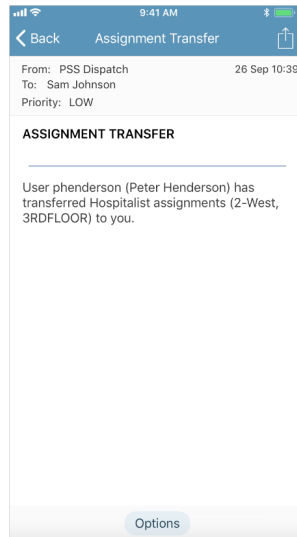 9:41 AM
Back Assignment Transfer
From: PSS Dispatch 26 Sep 10:39
To: Sam Johnson
Priority: LOW
ASSIGNMENT TRANSFER
User phenderson (Peter Henderson) has
transferred Hospitalist assignments (2-West,
3RDFLOOR) to you.
Options